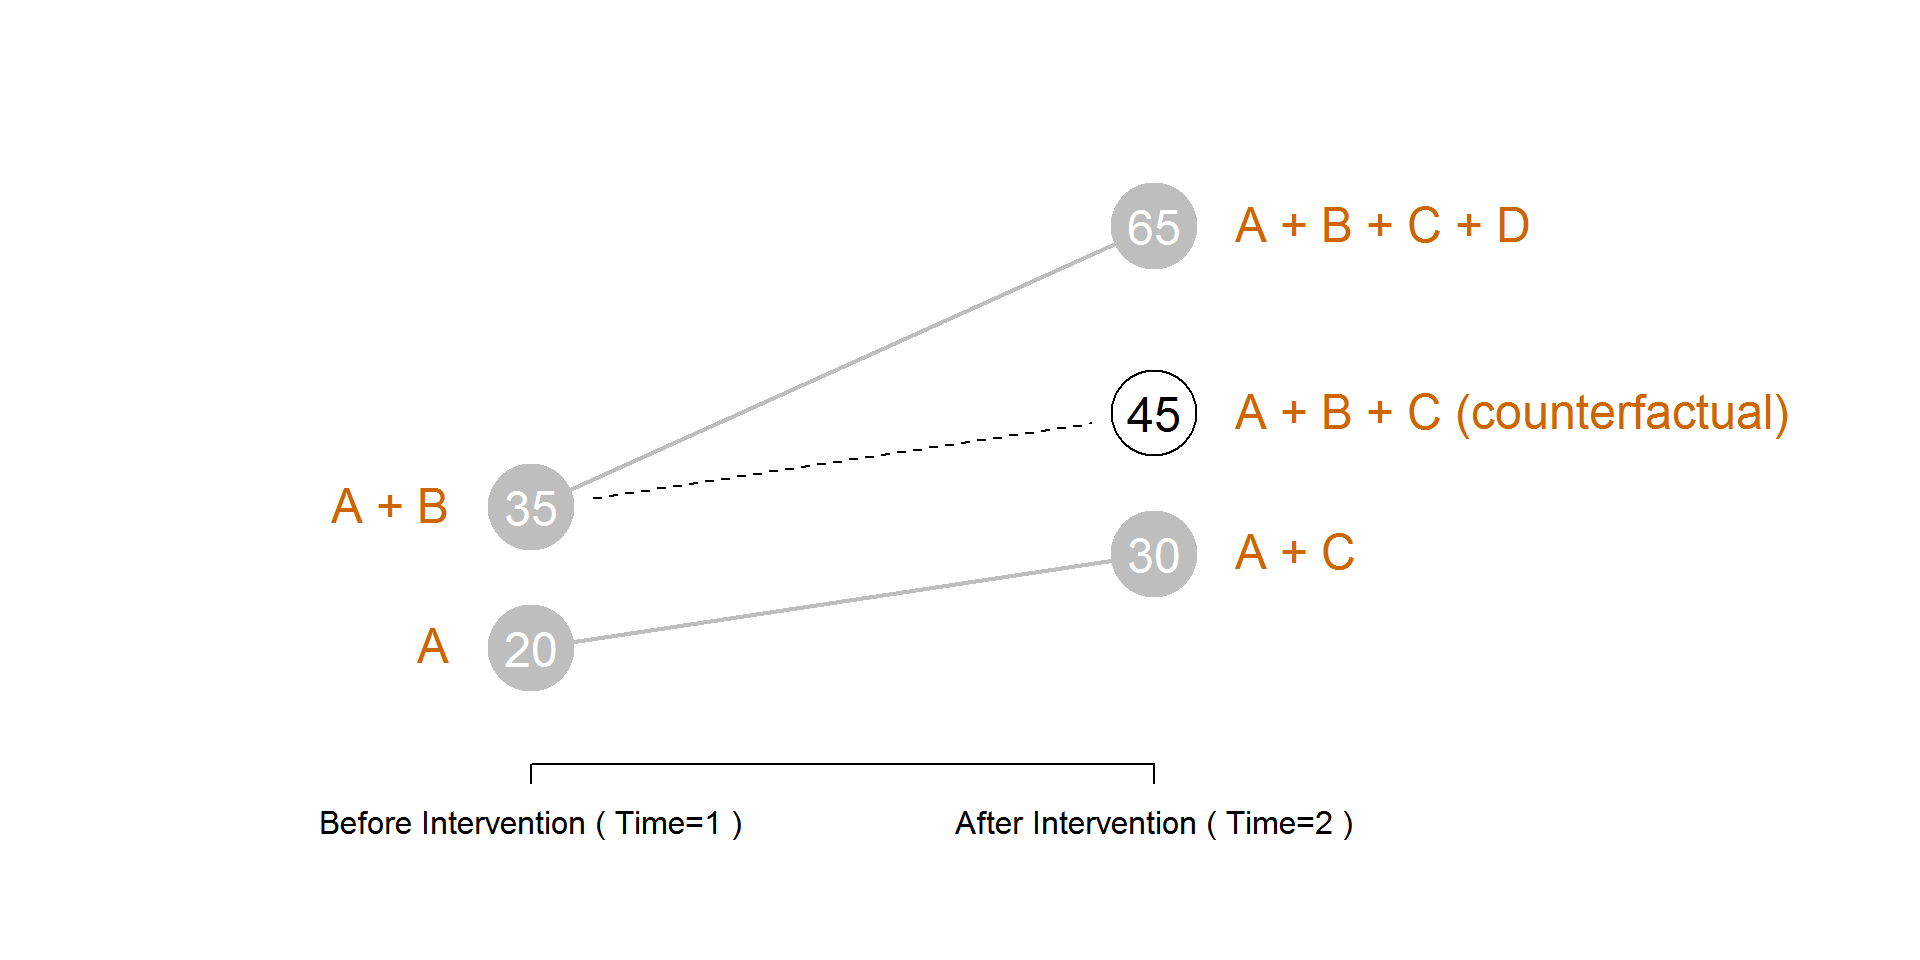 65 A + B + C + D
45 A + B + C (counterfactual)
A + B 35
30 A + C
A 20
Before Intervention ( Time=1 ) After Intervention ( Time=2 )